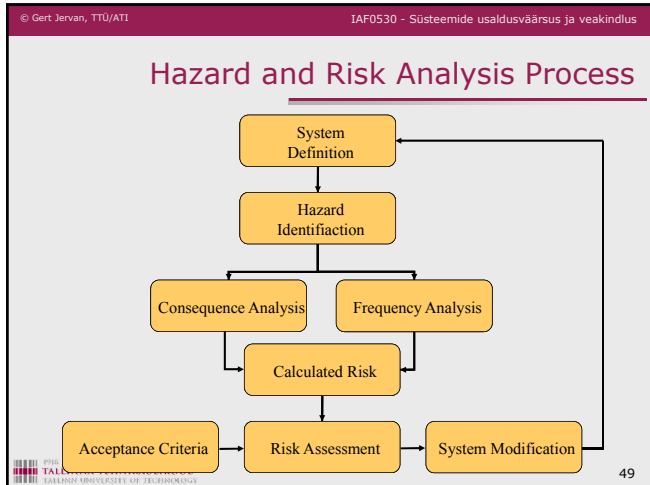 © Gert Jervan, TTÜ/ATI
IAF0530 - Süsteemide usaldusväärsus ja veakindlus
Hazard and Risk Analysis Process
System
Definition
Hazard
Identifiaction
Consequence Analysis
Frequency Analysis
Calculated Risk
Acceptance Criteria
Risk Assessment
System Modification
TALLINN UNIVERSITY OF TECHNOLOGY
49